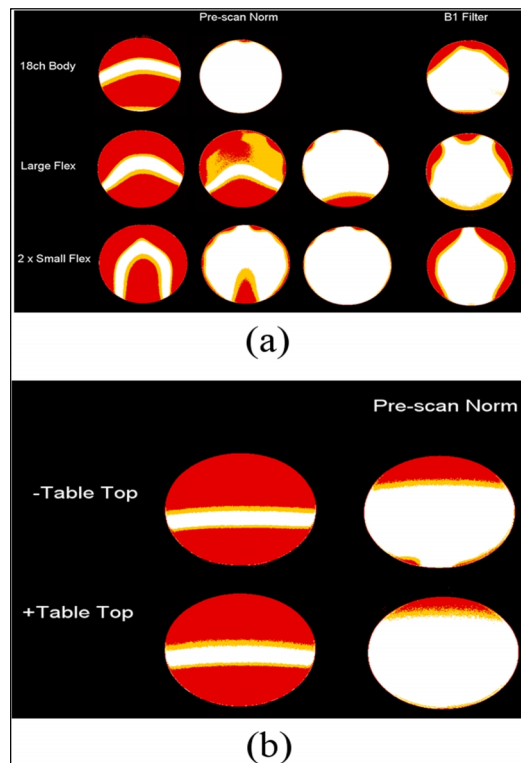 Pre-scan Norm B1 Filter
18ch Body
Large Flex
2 x Small Flex
(a)
Pre-scan Norm
-Table Top
+Table Top
(b)